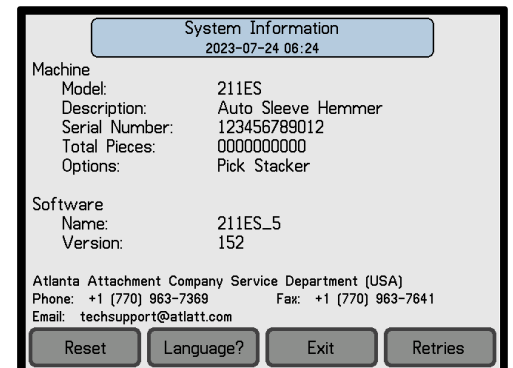 System Information
2023-07-24 06:24
Machine
Model: 211ES
Description: Auto Sleeve Hemmer
Serial Number: 123456789012
Total Pieces: 0000000000
Options: Pick Stacker
Software
Name: 211ES_5
Version: 152
Atlanta Attachment Company Service Department (USA)
Phone: +1 (770) 963-7369 Fax: +1 (770) 963-7641
Email: techsupport@atlatt.com
Reset Language? Exit Retries